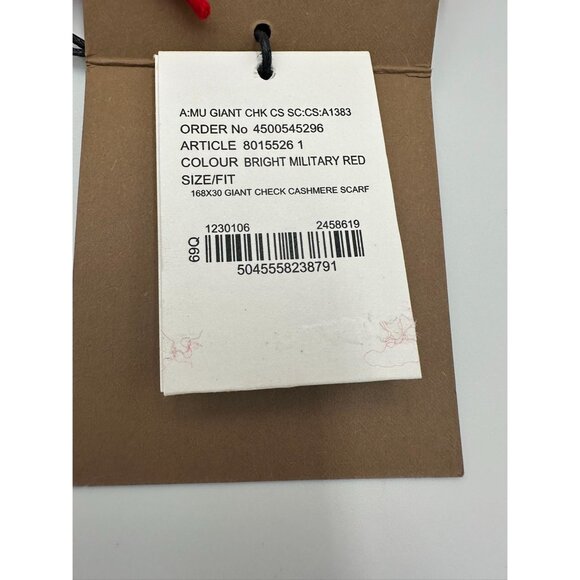 A:MU GIANT CHK CS SC:CS:A1383
ORDER No 4500545296
ARTICLE 8015526 1
COLOUR BRIGHT MILITARY RED
SIZE/FIT
168X30 GIANT CHECK CASHMERE SCARF
1230106 2458619
69Q
5045558238791